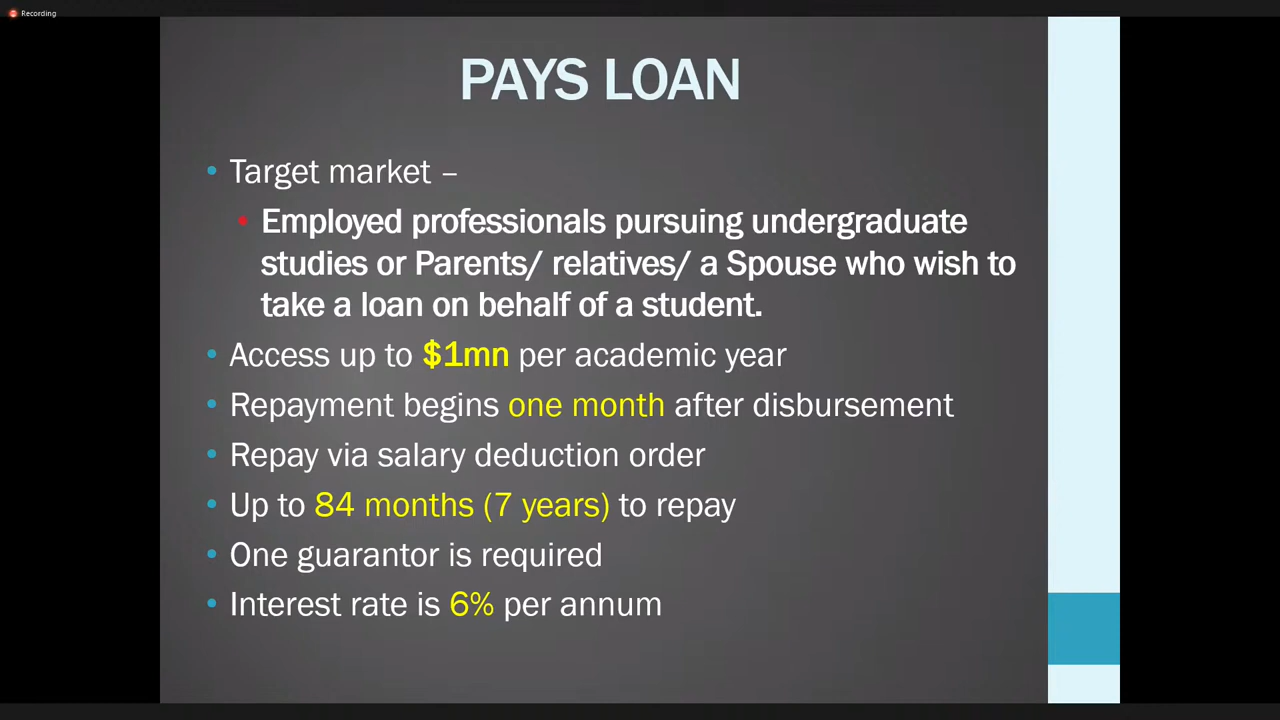 Recording
PAYS LOAN
• Target market –
• Employed professionals pursuing undergraduate
studies or Parents/ relatives/ a Spouse who wish to
take a loan on behalf of a student.
• Access up to $1mn per academic year
• Repayment begins one month after disbursement
• Repay via salary deduction order
• Up to 84 months (7 years) to repay
• One guarantor is required
• Interest rate is 6% per annum